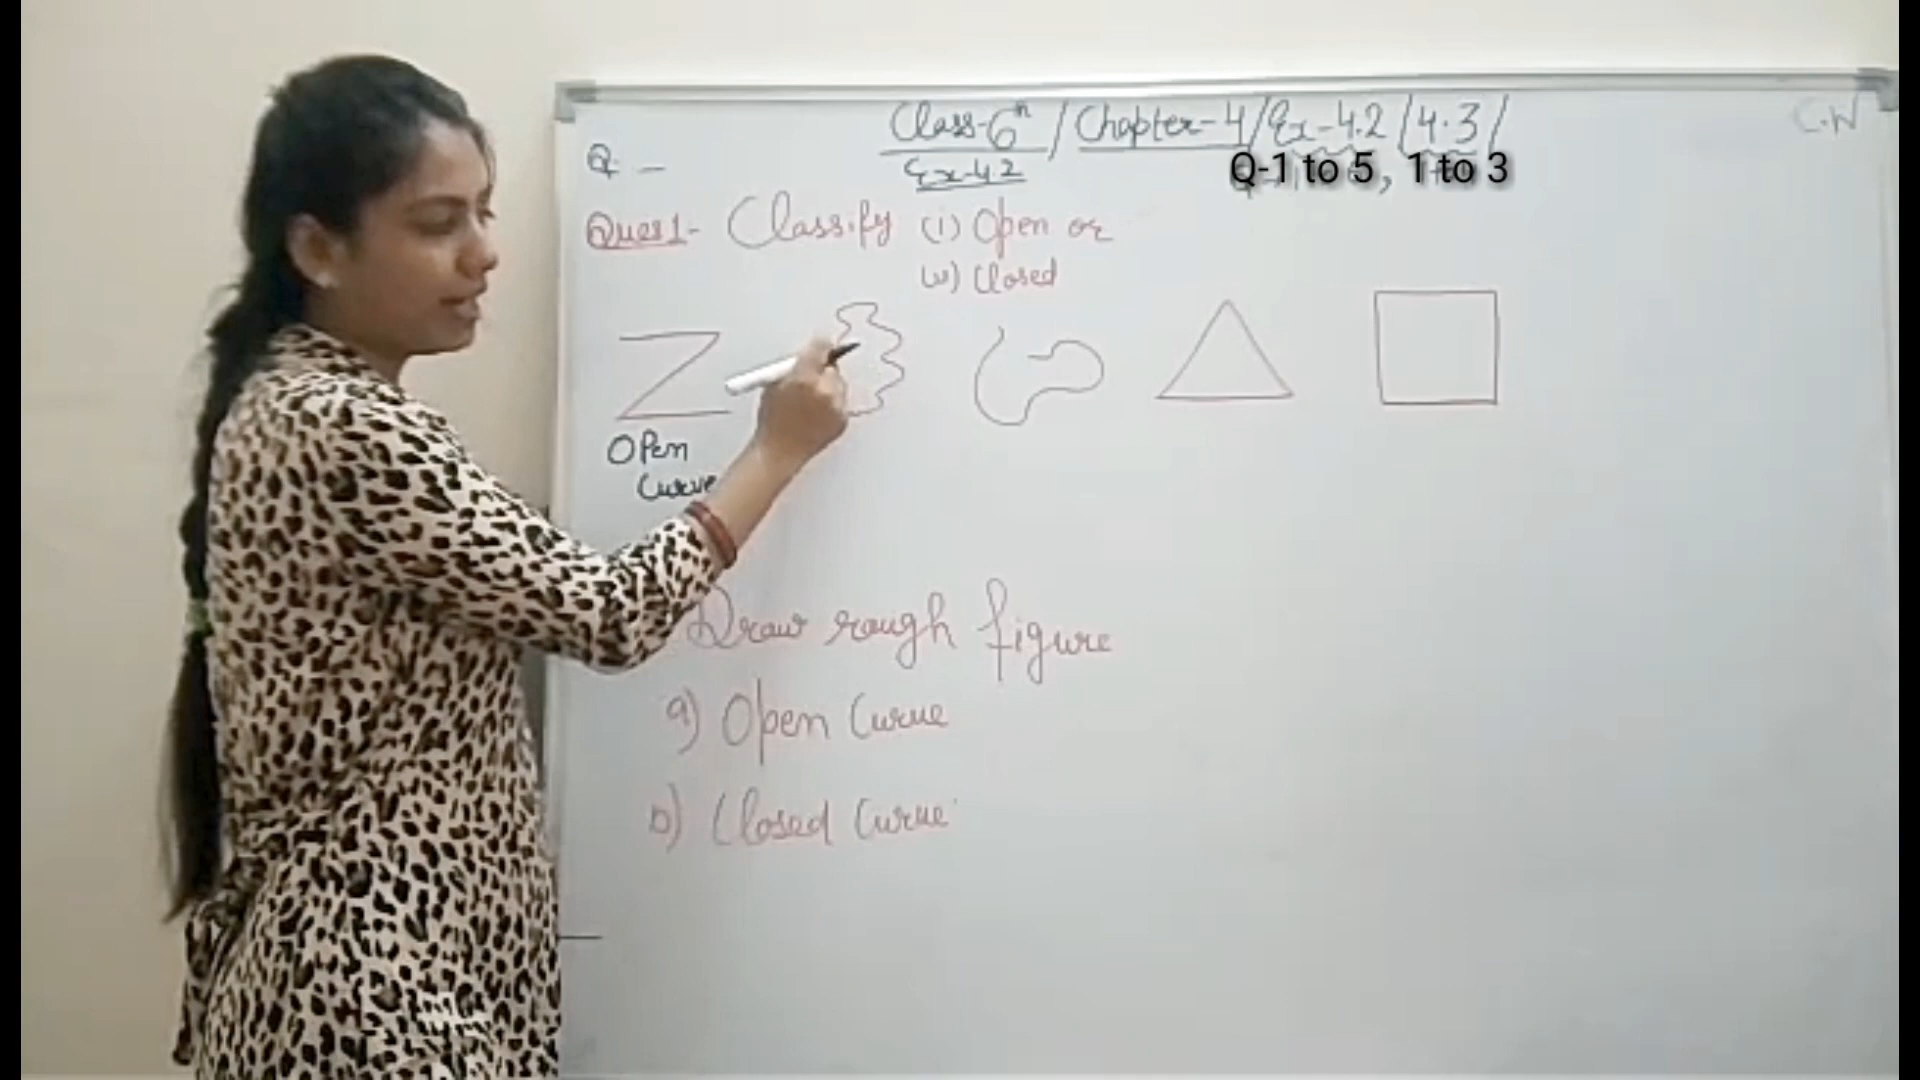 Class-6th / Chapter-4 / Ex-4.2 / 4.3 /
C.W
Q. -
Ex-4.2
Q-1 to 5, 1 to 3
Ques1- Classify (i) Open or
(ii) Closed
Open
Curve
Draw rough figure
a) Open Curve
b) Closed Curve